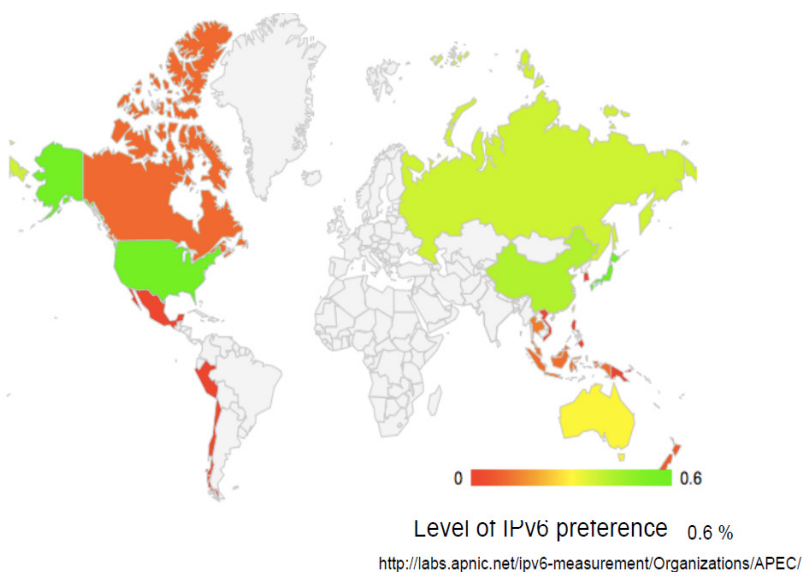 0 0.6
Level of IPv6 preference 0.6 %
http://labs.apnic.net/ipv6-measurement/Organizations/APEC/